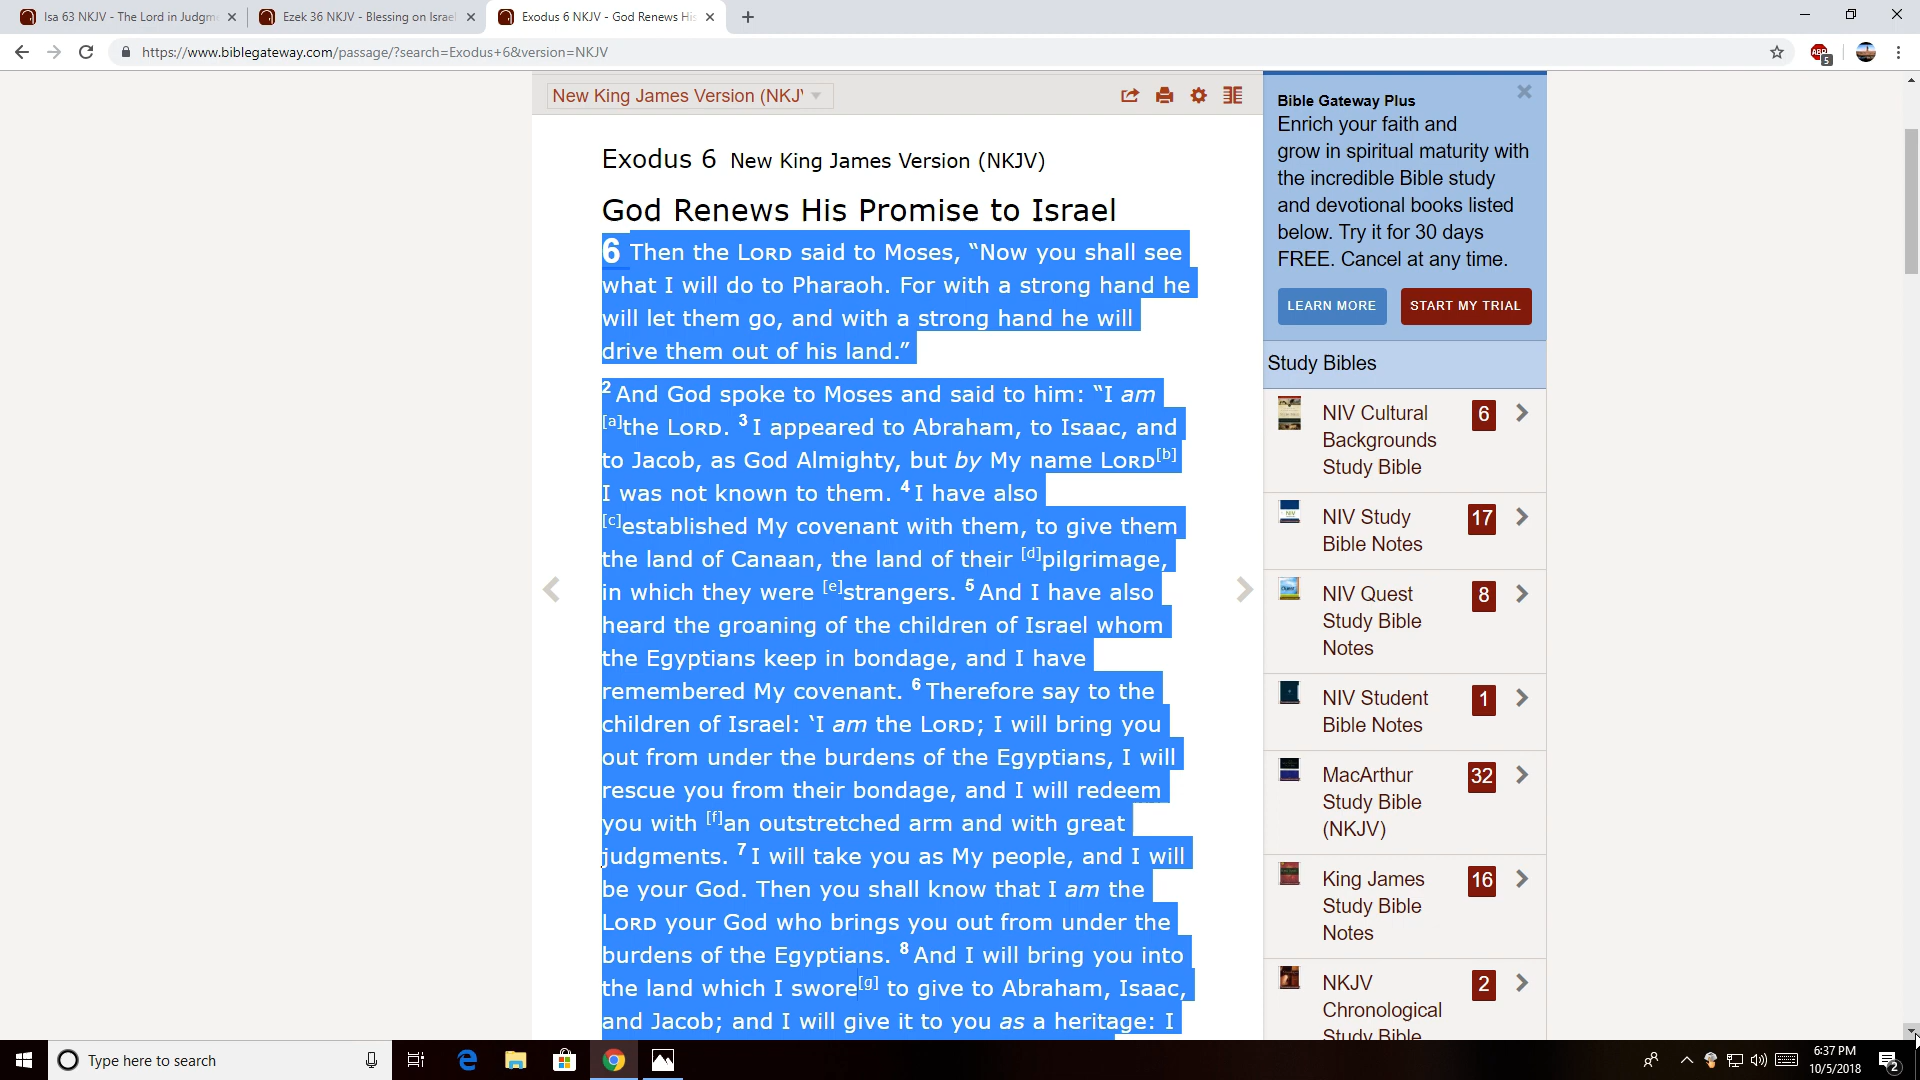 Isa 63 NKJV - The Lord in Judgm
Ezek 36 NKJV - Blessing on Israel
Exodus 6 NKJV - God Renews His
https://www.biblegateway.com/passage/?search=Exodus+6&version=NKJV
ABP
5
New King James Version (NKJV
Exodus 6 New King James Version (NKJV)
God Renews His Promise to Israel
6 Then the LORD said to Moses, “Now you shall see
what I will do to Pharaoh. For with a strong hand he
will let them go, and with a strong hand he will
drive them out of his land.”
2 And God spoke to Moses and said to him: “I am
[a]the LORD. 3 I appeared to Abraham, to Isaac, and
to Jacob, as God Almighty, but by My name LORD[b]
I was not known to them. 4 I have also
[c]established My covenant with them, to give them
the land of Canaan, the land of their [d]pilgrimage,
in which they were [e]strangers. 5 And I have also
heard the groaning of the children of Israel whom
the Egyptians keep in bondage, and I have
remembered My covenant. 6 Therefore say to the
children of Israel: ‘I am the LORD; I will bring you
out from under the burdens of the Egyptians, I will
rescue you from their bondage, and I will redeem
you with [f]an outstretched arm and with great
judgments. 7 I will take you as My people, and I will
be your God. Then you shall know that I am the
LORD your God who brings you out from under the
burdens of the Egyptians. 8 And I will bring you into
the land which I swore[g] to give to Abraham, Isaac,
and Jacob; and I will give it to you as a heritage: I
Bible Gateway Plus
Enrich your faith and
grow in spiritual maturity with
the incredible Bible study
and devotional books listed
below. Try it for 30 days
FREE. Cancel at any time.
LEARN MORE
START MY TRIAL
Study Bibles
NIV Cultural 6
Backgrounds
Study Bible
NIV Study 17
Bible Notes
NIV Quest 8
Study Bible
Notes
NIV Student 1
Bible Notes
MacArthur 32
Study Bible
(NKJV)
King James 16
Study Bible
Notes
NKJV 2
Chronological
Study Bible
Type here to search
6:37 PM
10/5/2018
2